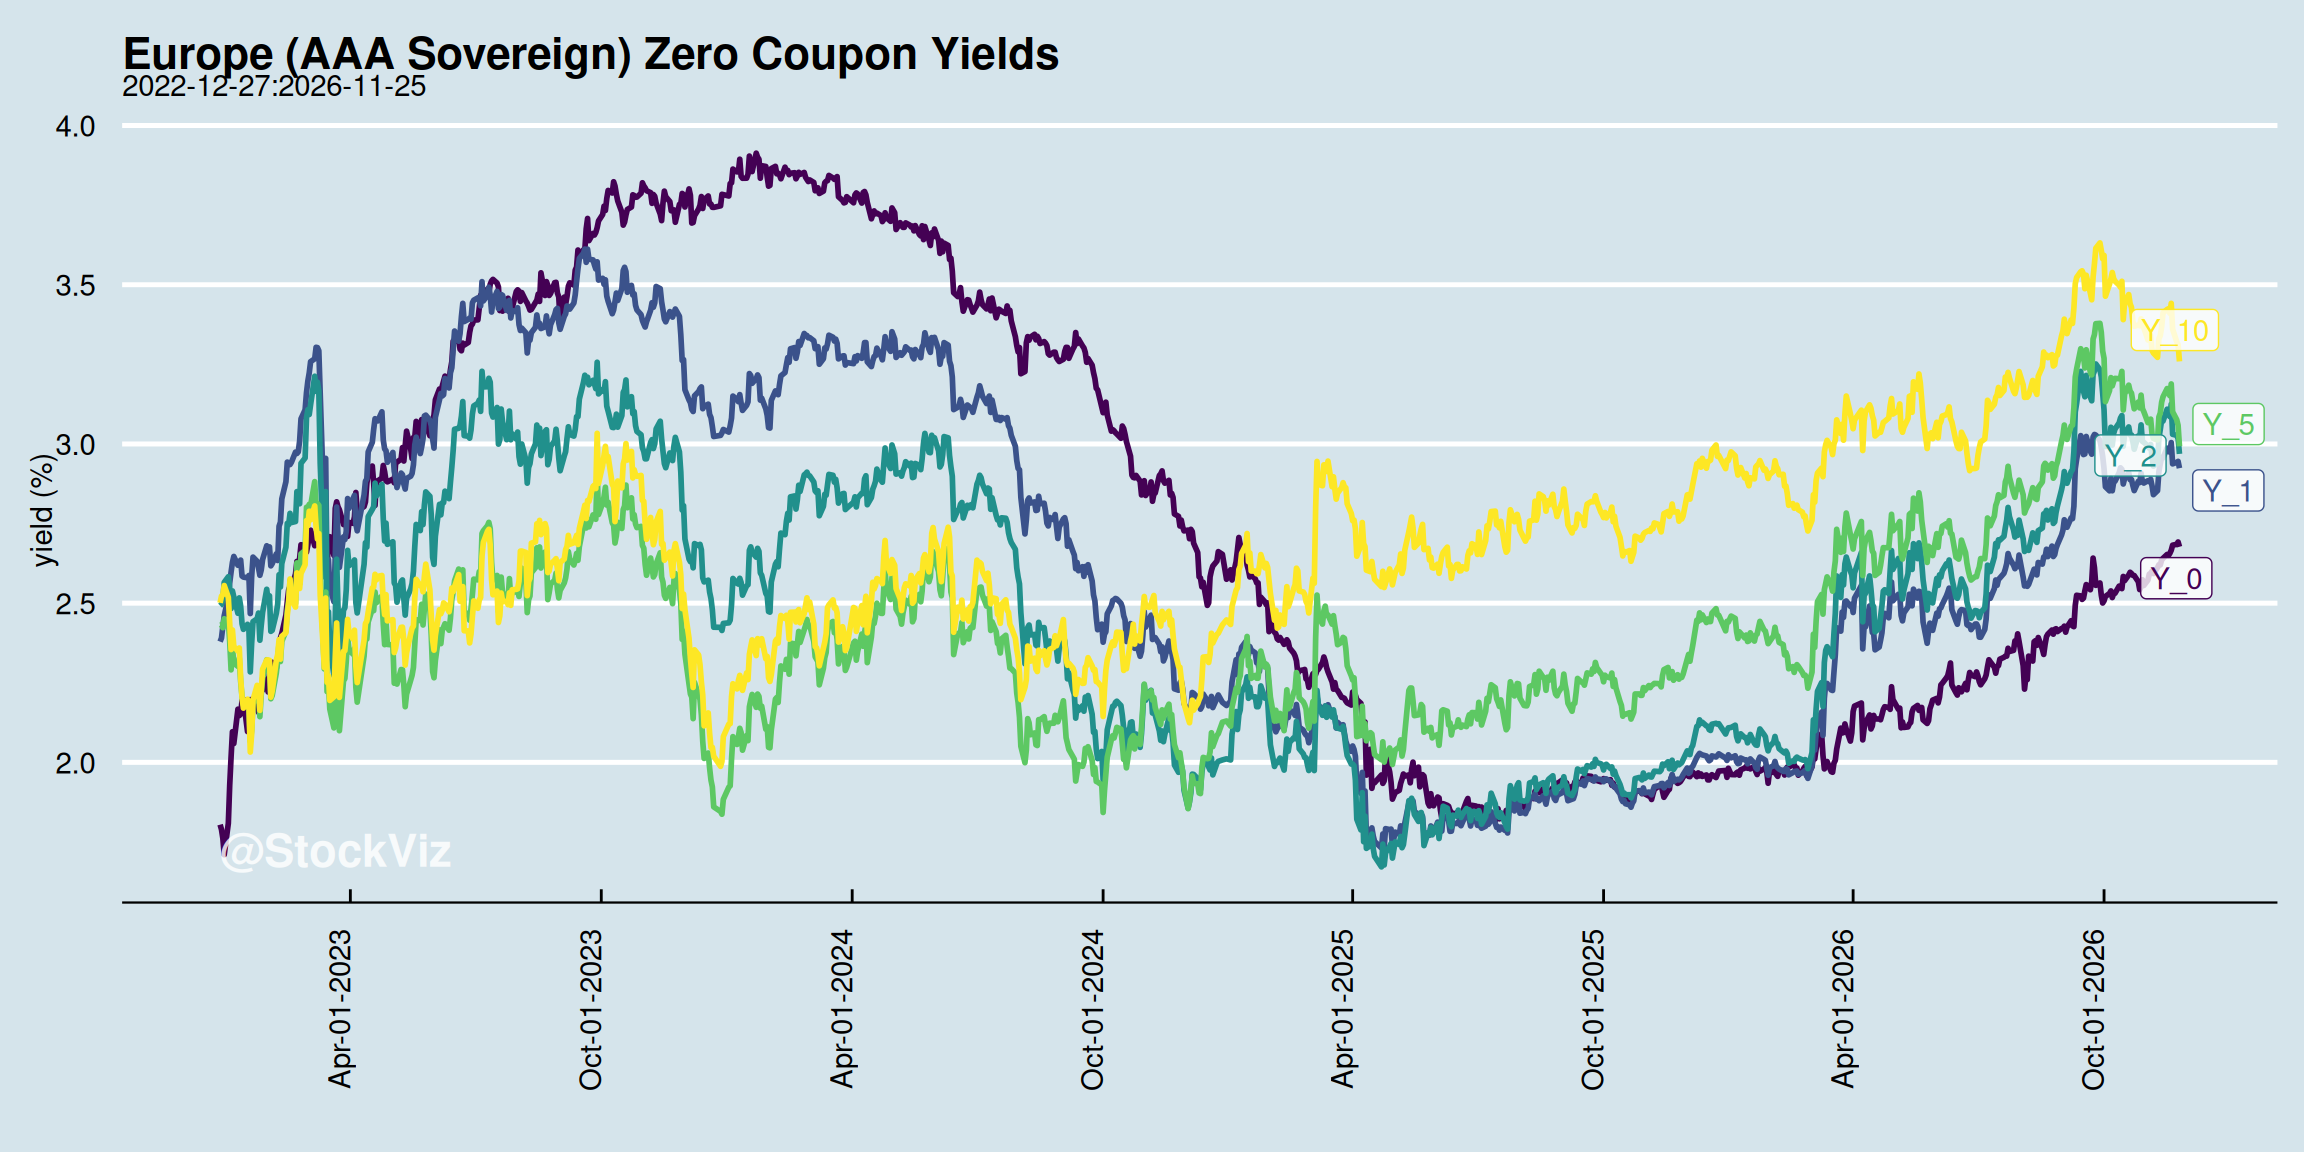 Europe (AAA Sovereign) Zero Coupon Yields
2022-12-27:2026-11-25
yield (%)
4.0
3.5
3.0
2.5
2.0
Y_10
Y_5
Y_2
Y_1
Y_0
@StockViz
Apr-01-2023
Oct-01-2023
Apr-01-2024
Oct-01-2024
Apr-01-2025
Oct-01-2025
Apr-01-2026
Oct-01-2026